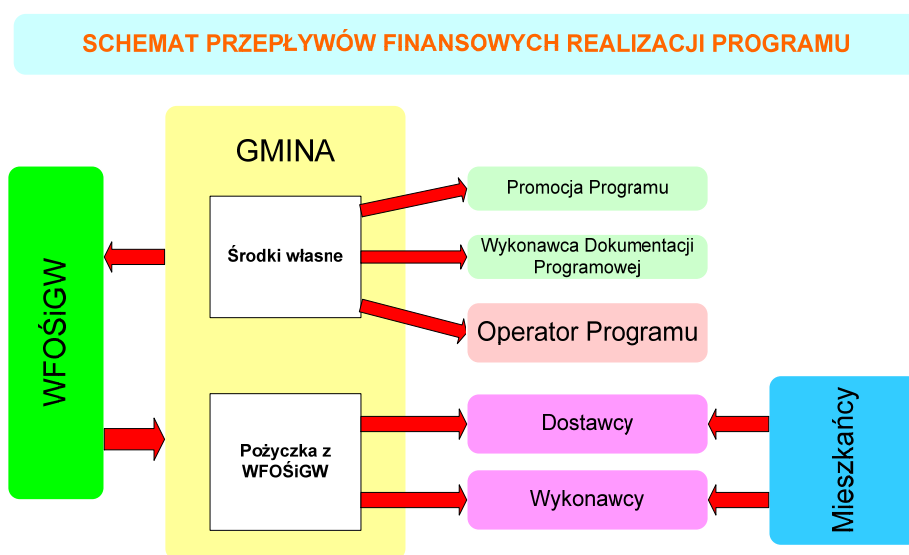 SCHEMAT PRZEPŁYWÓW FINANSOWYCH REALIZACJI PROGRAMU
GMINA
WFOŚiGW
Środki własne
Promocja Programu
Wykonawca Dokumentacji
Programowej
Operator Programu
Pożyczka z
WFOŚiGW
Dostawcy
Wykonawcy
Mieszkańcy